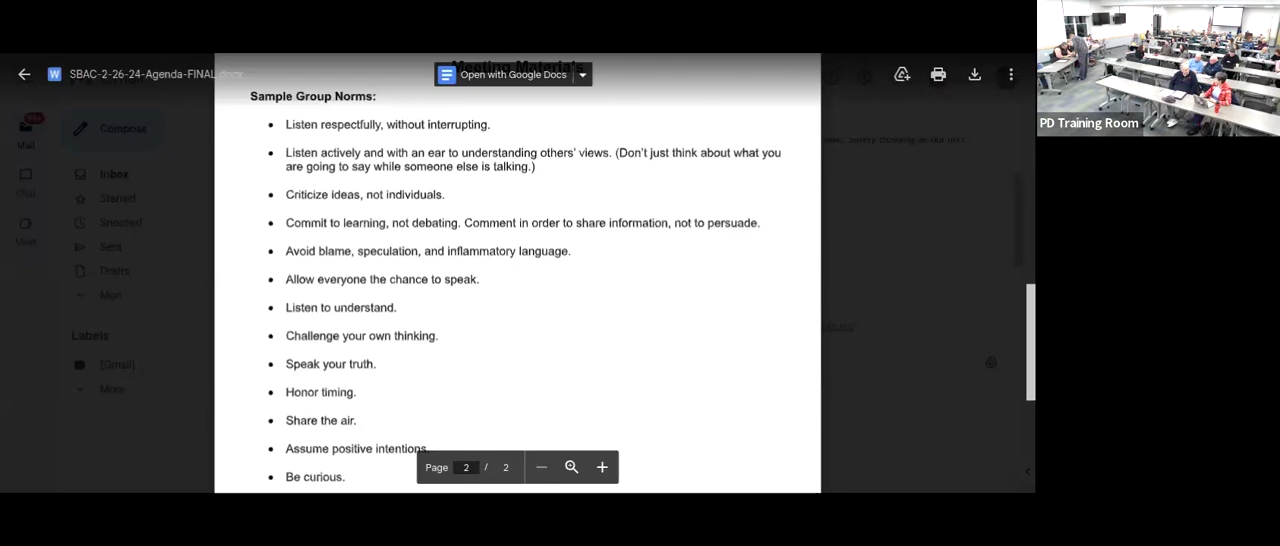 SBAC-2-26-24-Agenda-FINAL.docx
Open with Google Docs
Sample Group Norms:
Listen respectfully, without interrupting.
Listen actively and with an ear to understanding others' views. (Don't just think about what you
are going to say while someone else is talking.)
Criticize ideas, not individuals.
Commit to learning, not debating. Comment in order to share information, not to persuade.
Avoid blame, speculation, and inflammatory language.
Allow everyone the chance to speak.
Listen to understand.
Challenge your own thinking.
Speak your truth.
Honor timing.
Share the air.
Assume positive intentions.
Be curious.
Page 2 / 2
Compose
Mail
Inbox
Chat
Starred
Snoozed
Meet
Sent
Drafts
More
Labels
[Gmail]
More
PD Training Room